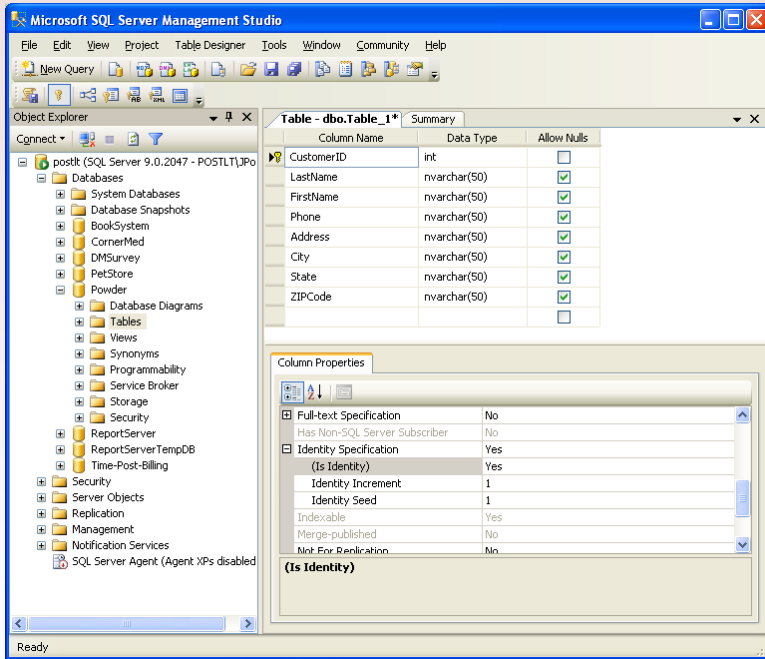 Microsoft SQL Server Management Studio
File Edit View Project Table Designer Tools Window Community Help
New Query
Object Explorer
Connect
postlt (SQL Server 9.0.2047 - POSTLT\JPo
Databases
System Databases
Database Snapshots
BookSystem
CornerMed
DMSurvey
PetStore
Powder
Database Diagrams
Tables
Views
Synonyms
Programmability
Service Broker
Storage
Security
ReportServer
ReportServerTempDB
Time-Post-Billing
Security
Server Objects
Replication
Management
Notification Services
SQL Server Agent (Agent XPs disabled
Table - dbo.Table_1* Summary
Column Name Data Type Allow Nulls
CustomerID int
LastName nvarchar(50)
FirstName nvarchar(50)
Phone nvarchar(50)
Address nvarchar(50)
City nvarchar(50)
State nvarchar(50)
ZIPCode nvarchar(50)
Column Properties
Full-text Specification No
Has Non-SQL Server Subscriber No
Identity Specification Yes
(Is Identity) Yes
Identity Increment 1
Identity Seed 1
Indexable Yes
Merge-published No
Not For Replication No
(Is Identity)
Ready